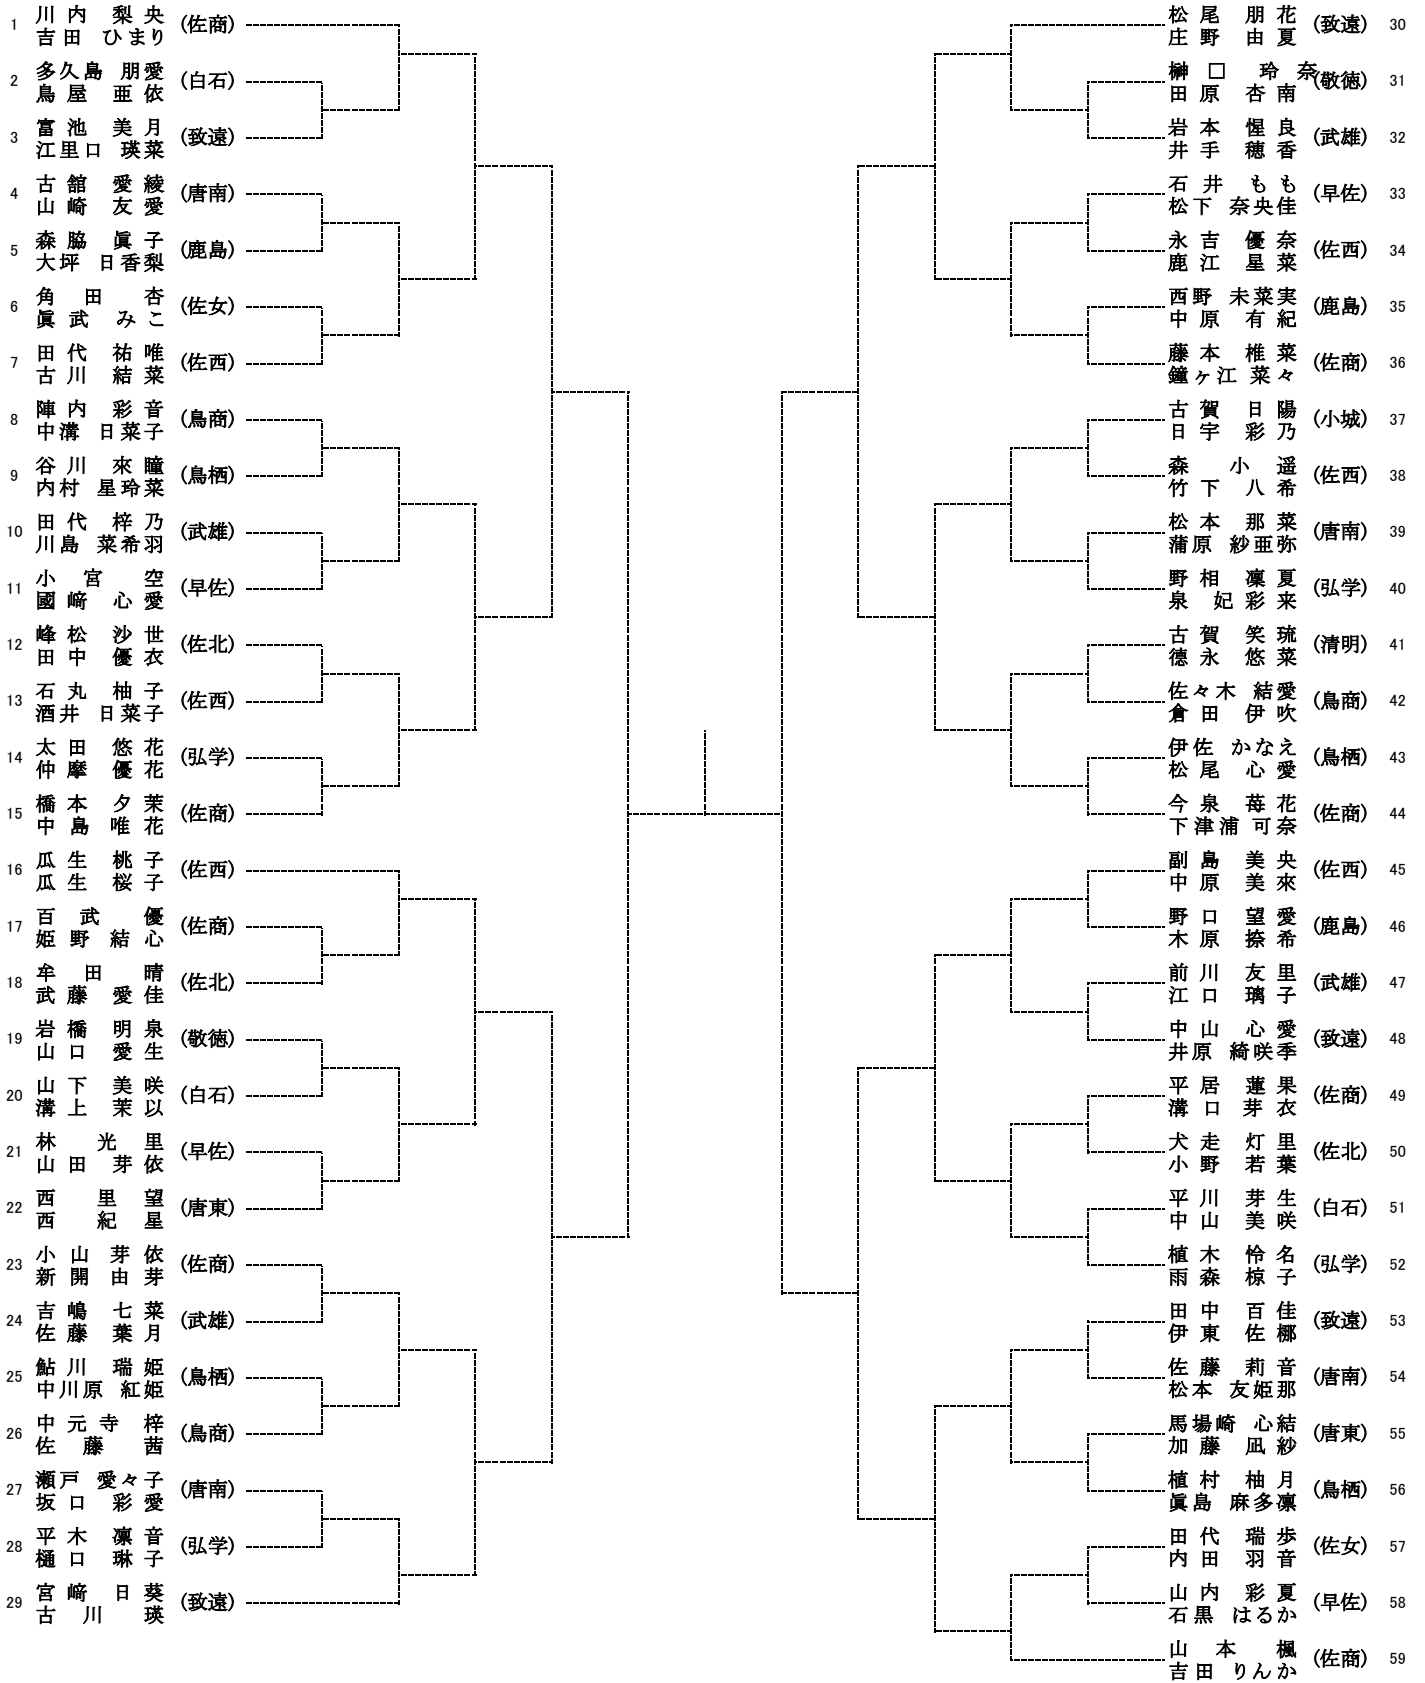 1 川内 梨央 (佐商)
吉田 ひまり
2 多久島 朋愛 (白石)
鳥屋 亜依
3 富池 美月 (致遠)
江里口 瑛菜
4 古舘 愛綾 (唐南)
山崎 友愛
5 森脇 眞子 (鹿島)
大坪 日香梨
6 角田 杏 (佐女)
眞武 みこ
7 田代 祐唯 (佐西)
古川 結菜
8 陣内 彩音 (鳥商)
中溝 日菜子
9 谷川 來瞳 (鳥栖)
内村 星玲菜
10 田代 梓乃 (武雄)
川島 菜希羽
11 小宮 空 (早佐)
國﨑 心愛
12 峰松 沙世 (佐北)
田中 優衣
13 石丸 柚子 (佐西)
酒井 日菜子
14 太田 悠花 (弘学)
仲摩 優花
15 橋本 夕茉 (佐商)
中島 唯花
16 瓜生 桃子 (佐西)
瓜生 桜子
17 百武 優 (佐商)
姫野 結心
18 牟田 晴 (佐北)
武藤 愛佳
19 岩橋 明泉 (敬徳)
山口 愛生
20 山下 美咲 (白石)
溝上 茉以
21 林 光里 (早佐)
山田 芽依
22 西 里望 (唐東)
西 紀星
23 小山 芽依 (佐商)
新開 由芽
24 吉嶋 七菜 (武雄)
佐藤 葉月
25 鮎川 瑞姫 (鳥栖)
中川原 紅姫
26 中元寺 梓 (鳥商)
佐藤 茜
27 瀬戸 愛々子 (唐南)
坂口 彩愛
28 平木 凛音 (弘学)
樋口 琳子
29 宮﨑 日葵 (致遠)
古川 瑛
松尾 朋花 (致遠) 30
庄野 由夏
榊□ 玲奈 (敬徳) 31
田原 杏南
岩本 惺良 (武雄) 32
井手 穂香
石井 もも (早佐) 33
松下 奈央佳
永吉 優奈 (佐西) 34
鹿江 星菜
西野 未菜実 (鹿島) 35
中原 有紀
藤本 椎菜 (佐商) 36
鐘ヶ江 菜々
古賀 日陽 (小城) 37
日宇 彩乃
森 小遥 (佐西) 38
竹下 八希
松本 那菜 (唐南) 39
蒲原 紗亜弥
野相 凜夏 (弘学) 40
泉 妃彩来
古賀 笑琉 (清明) 41
德永 悠菜
佐々木 結愛 (鳥商) 42
倉田 伊吹
伊佐 かなえ (鳥栖) 43
松尾 心愛
今泉 苺花 (佐商) 44
下津浦 可奈
副島 美央 (佐西) 45
中原 美來
野口 望愛 (鹿島) 46
木原 捺希
前川 友里 (武雄) 47
江口 璃子
中山 心愛 (致遠) 48
井原 綺咲季
平居 蓮果 (佐商) 49
溝口 芽衣
犬走 灯里 (佐北) 50
小野 若葉
平川 芽生 (白石) 51
中山 美咲
植木 怜名 (弘学) 52
雨森 椋子
田中 百佳 (致遠) 53
伊東 佐梛
佐藤 莉音 (唐南) 54
松本 友姫那
馬場崎 心結 (唐東) 55
加藤 凪紗
植村 柚月 (鳥栖) 56
眞島 麻多凛
田代 瑞歩 (佐女) 57
内田 羽音
山内 彩夏 (早佐) 58
石黒 はるか
山本 楓 (佐商) 59
吉田 りんか